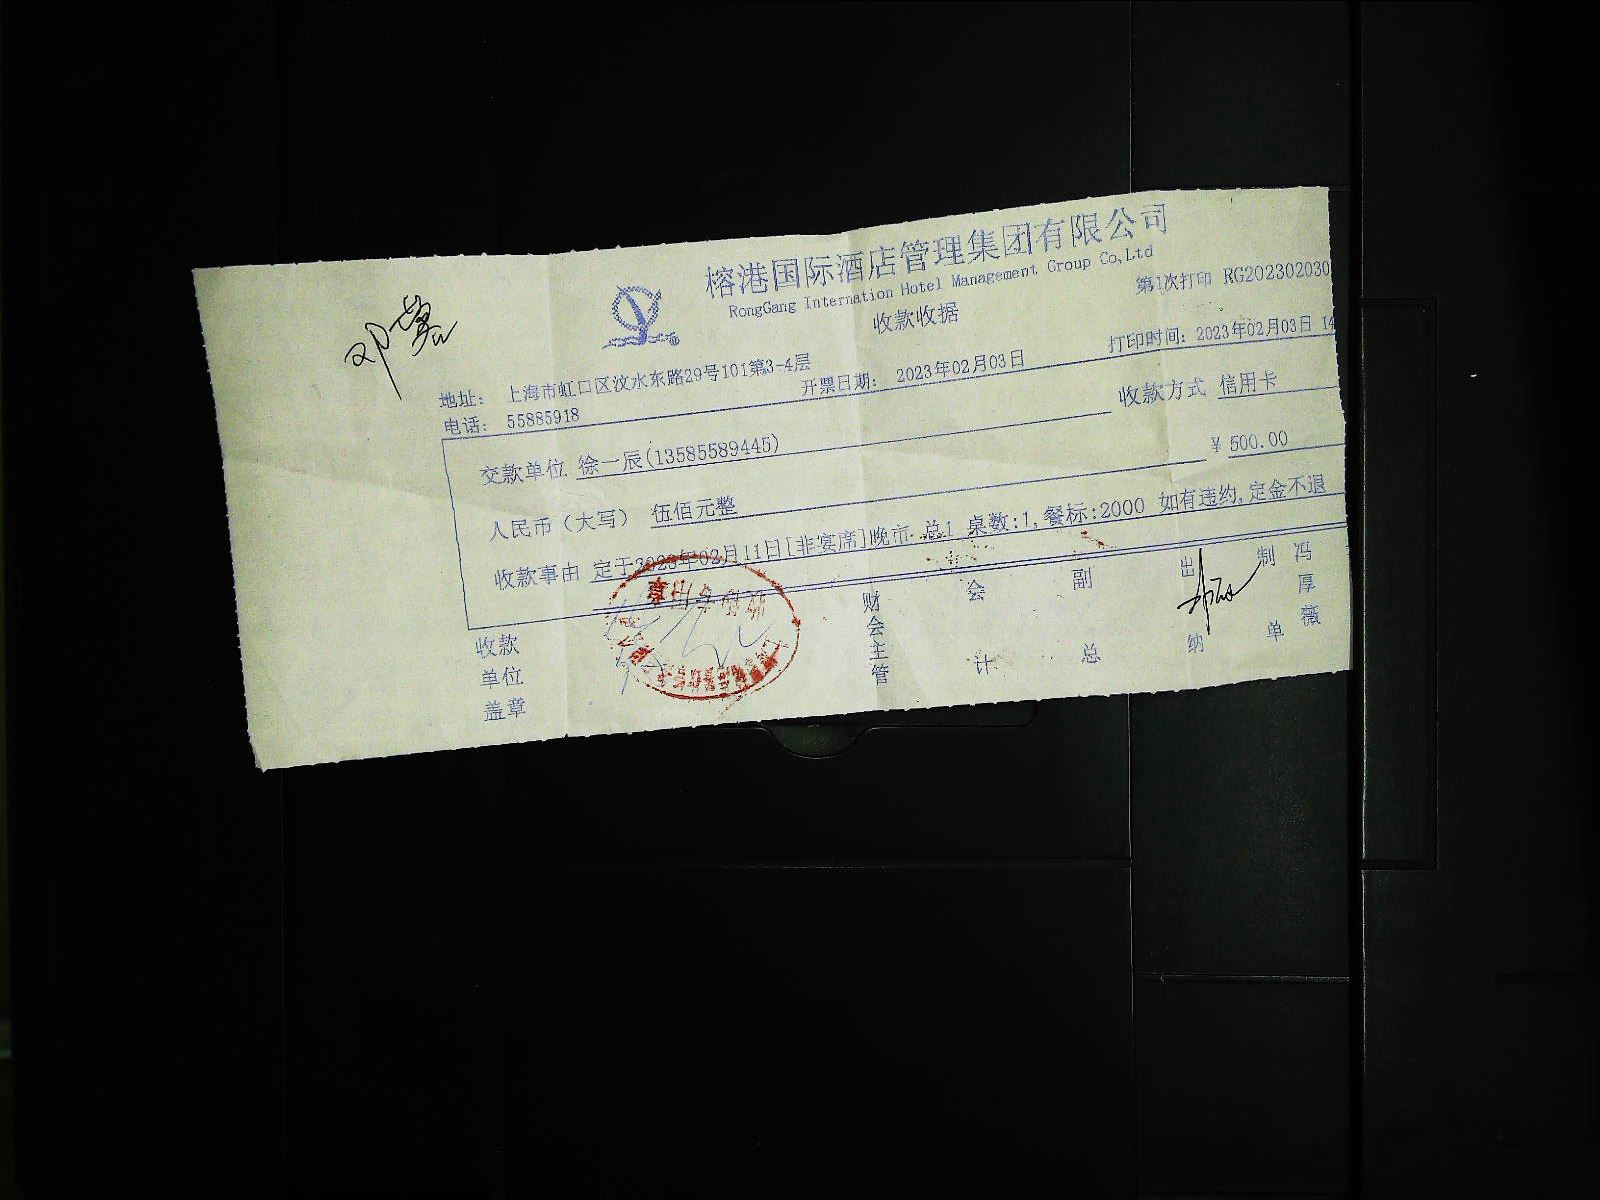 榕港国际酒店管理集团有限公司
RongGang Internation Hotel Management Group Co,Ltd
收款收据
第1次打印 RG202302030
打印时间: 2023年02月03日 14
地址: 上海市虹口区汶水东路29号101第3-4层
电话: 55885918
开票日期: 2023年02月03日
收款方式 信用卡
交款单位 徐一辰(13585589445)
人民币（大写） 伍佰元整
￥ 500.00
收款事由 定于2023年02月11日[非宴席]晚市 总1 桌数:1,餐标:2000 如有违约,定金不退
收款单位盖章
财会主管
会计
副总
出纳
制单
冯厚薇